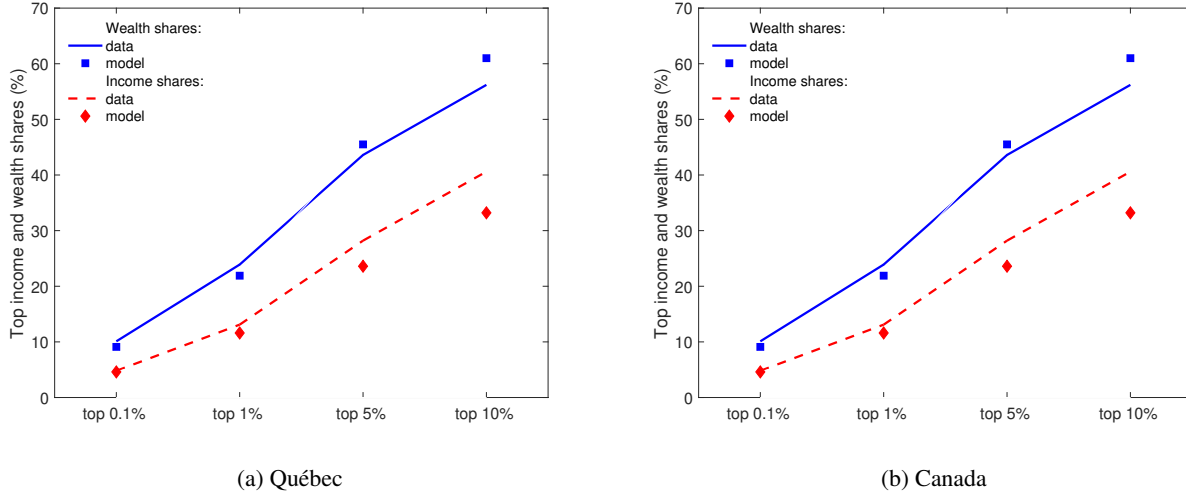 Top income and wealth shares (%)
70
60
50
40
30
20
10
0
Wealth shares:
data
model
Income shares:
data
model
top 0.1%
top 1%
top 5%
top 10%
(a) Québec
Top income and wealth shares (%)
70
60
50
40
30
20
10
0
Wealth shares:
data
model
Income shares:
data
model
top 0.1%
top 1%
top 5%
top 10%
(b) Canada